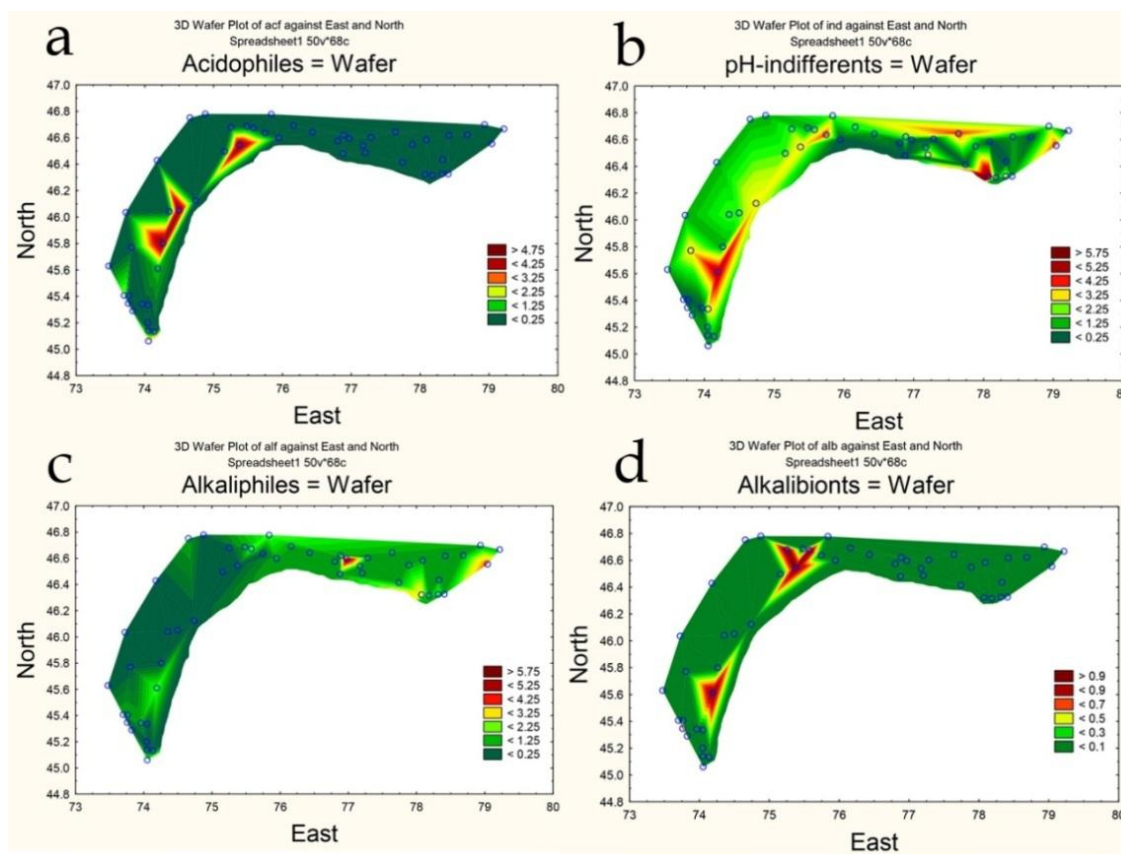 a
3D Wafer Plot of acf against East and North
Spreadsheet1 50v*68c
Acidophiles = Wafer
47.0
46.8
46.6
46.4
46.2
46.0
45.8
45.6
45.4
45.2
45.0
44.8
North
73 74 75 76 77 78 79 80
East
> 4.75
< 4.25
< 3.25
< 2.25
< 1.25
< 0.25
b
3D Wafer Plot of ind against East and North
Spreadsheet1 50v*68c
pH-indifferents = Wafer
47.0
46.8
46.6
46.4
46.2
46.0
45.8
45.6
45.4
45.2
45.0
44.8
North
73 74 75 76 77 78 79 80
East
> 5.75
< 5.25
< 4.25
< 3.25
< 2.25
< 1.25
< 0.25
c
3D Wafer Plot of alf against East and North
Spreadsheet1 50v*68c
Alkaliphiles = Wafer
47.0
46.8
46.6
46.4
46.2
46.0
45.8
45.6
45.4
45.2
45.0
44.8
North
73 74 75 76 77 78 79 80
East
> 5.75
< 5.25
< 4.25
< 3.25
< 2.25
< 1.25
< 0.25
d
3D Wafer Plot of alb against East and North
Spreadsheet1 50v*68c
Alkalibionts = Wafer
47.0
46.8
46.6
46.4
46.2
46.0
45.8
45.6
45.4
45.2
45.0
44.8
North
73 74 75 76 77 78 79 80
East
> 0.9
< 0.9
< 0.7
< 0.5
< 0.3
< 0.1